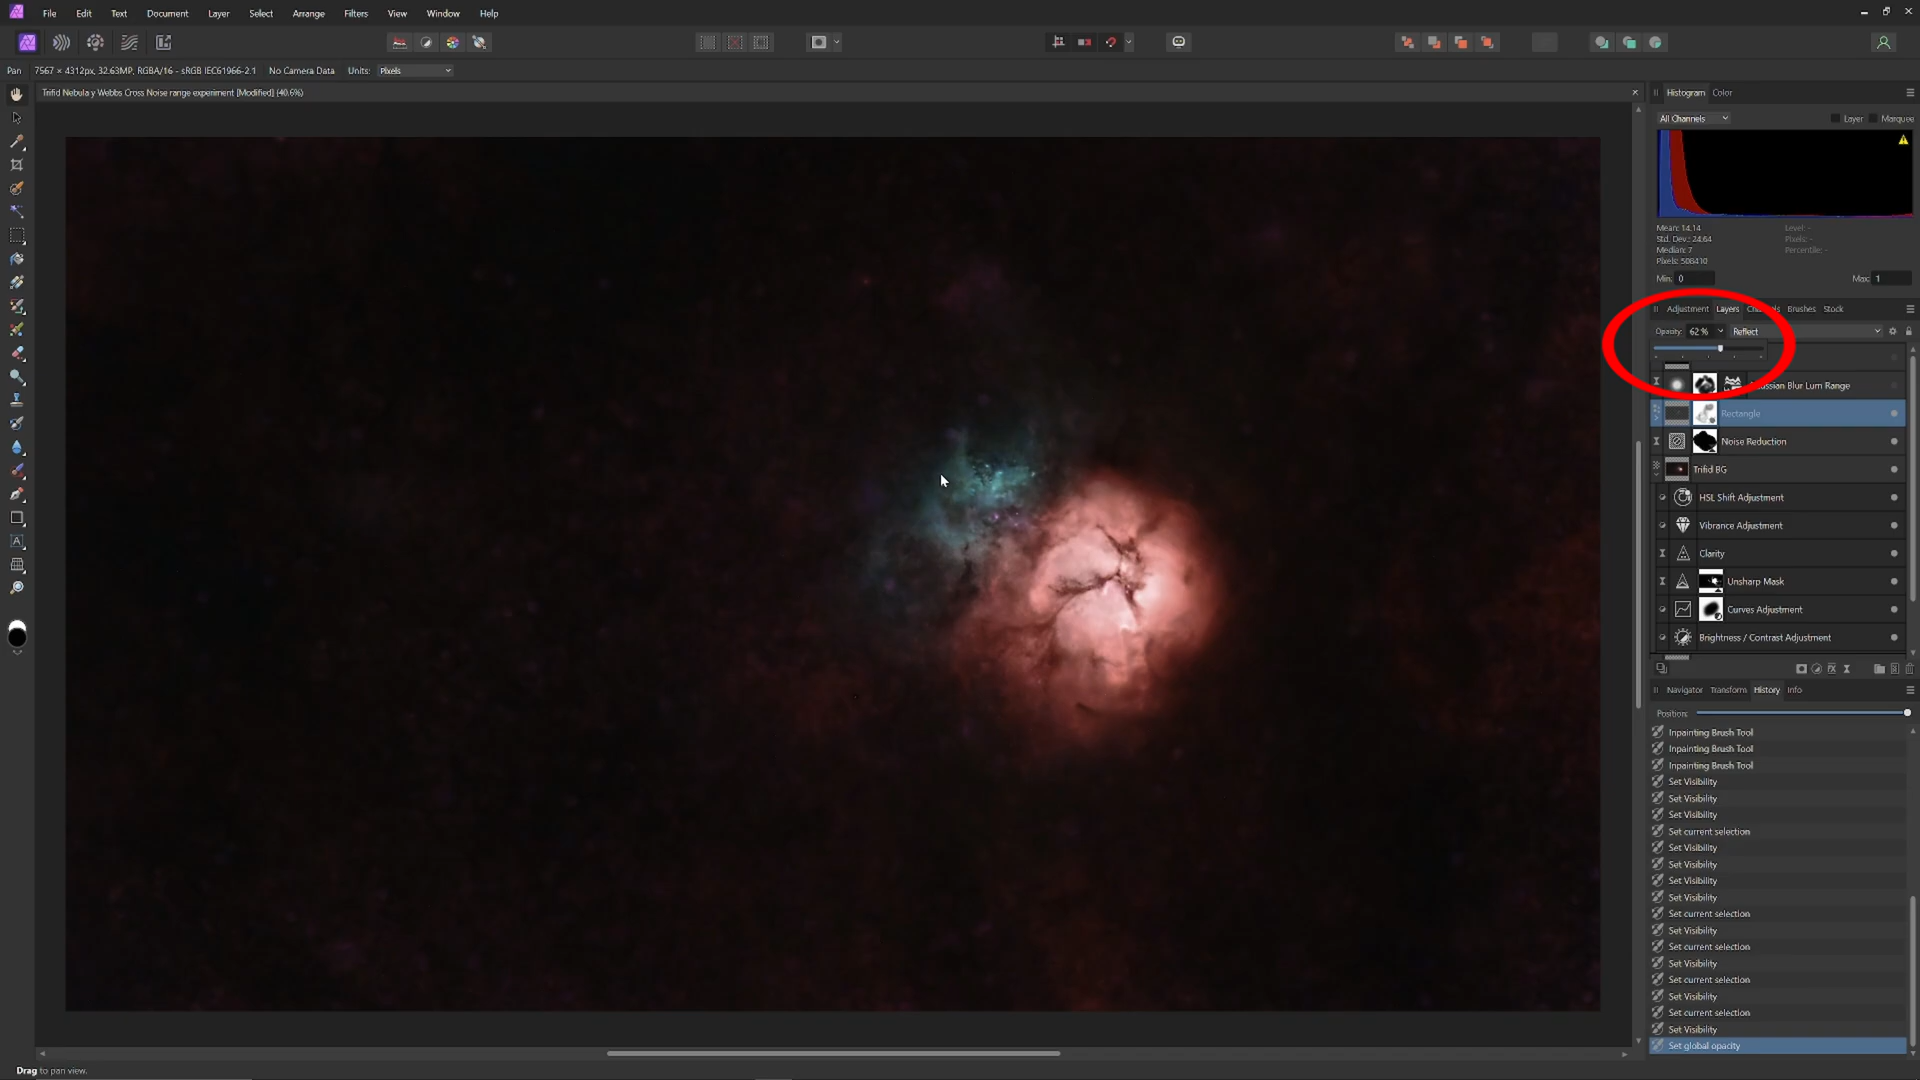 File Edit Text Document Layer Select Arrange Filters View Window Help
Pan 7567 × 4312px, 32.63MP, RGBA/16 - sRGB IEC61966-2.1 No Camera Data Units: Pixels
Trifid Nebula y Webbs Cross Noise range experiment [Modified] (40.6%)
Histogram Color
All Channels Layer Marquee
Mean: 14.14 Level: -
Std. Dev.: 24.64 Pixels: -
Median: 7 Percentile: -
Pixels: 508410
Min: 0 Max: 1
Adjustment Layers Brushes Stock
Opacity: 62 % Reflect
Blur Lum Range
Rectangle
Noise Reduction
Trifid BG
HSL Shift Adjustment
Vibrance Adjustment
Clarity
Unsharp Mask
Curves Adjustment
Brightness / Contrast Adjustment
Navigator Transform History Info
Position:
Inpainting Brush Tool
Inpainting Brush Tool
Inpainting Brush Tool
Set Visibility
Set Visibility
Set Visibility
Set current selection
Set Visibility
Set Visibility
Set Visibility
Set Visibility
Set current selection
Set Visibility
Set current selection
Set Visibility
Set current selection
Set Visibility
Set current selection
Set Visibility
Set global opacity
Drag to pan view.